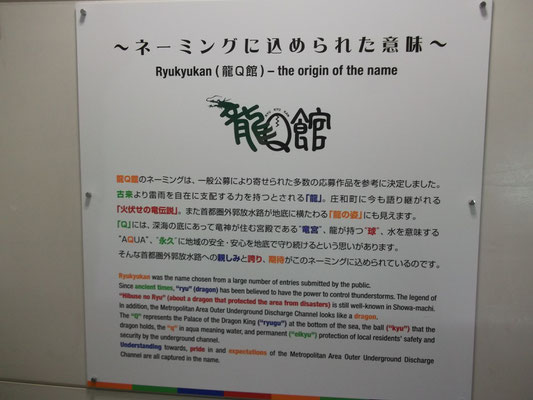 ～ネーミングに込められた意味～
Ryukyukan (龍Q館) – the origin of the name
龍Q館
龍Q館のネーミングは、一般公募により寄せられた多数の応募作品を参考に決定しました。
古来より雷雨を自在に支配する力を持つとされる「龍」。庄和町に今も語り継がれる
「火伏せの竜伝説」。また首都圏外郭放水路が地底に横たわる「龍の姿」にも見えます。
「Q」には、深海の底にあって竜神が住む宮殿である"竜宮"、龍が持つ"球"、水を意味する
"AQUA"、"永久"に地域の安全・安心を地底で守り続けるという思いがあります。
そんな首都圏外郭放水路への親しみと誇り、期待がこのネーミングに込められているのです。
Ryukyukan was the name chosen from a large number of entries submitted by the public.
Since ancient times, "ryu" (dragon) has been believed to have the power to control thunderstorms. The legend of
"Hibuse no Ryu" (about a dragon that protected the area from disasters) is still well-known in Showa-machi.
In addition, the Metropolitan Area Outer Underground Discharge Channel looks like a dragon.
The "Q" represents the Palace of the Dragon King ("ryugu") at the bottom of the sea, the ball ("kyu") that the
dragon holds, the "q" in aqua meaning water, and permanent ("eikyu") protection of local residents' safety and
security by the underground channel.
Understanding towards, pride in and expectations of the Metropolitan Area Outer Underground Discharge
Channel are all captured in the name.